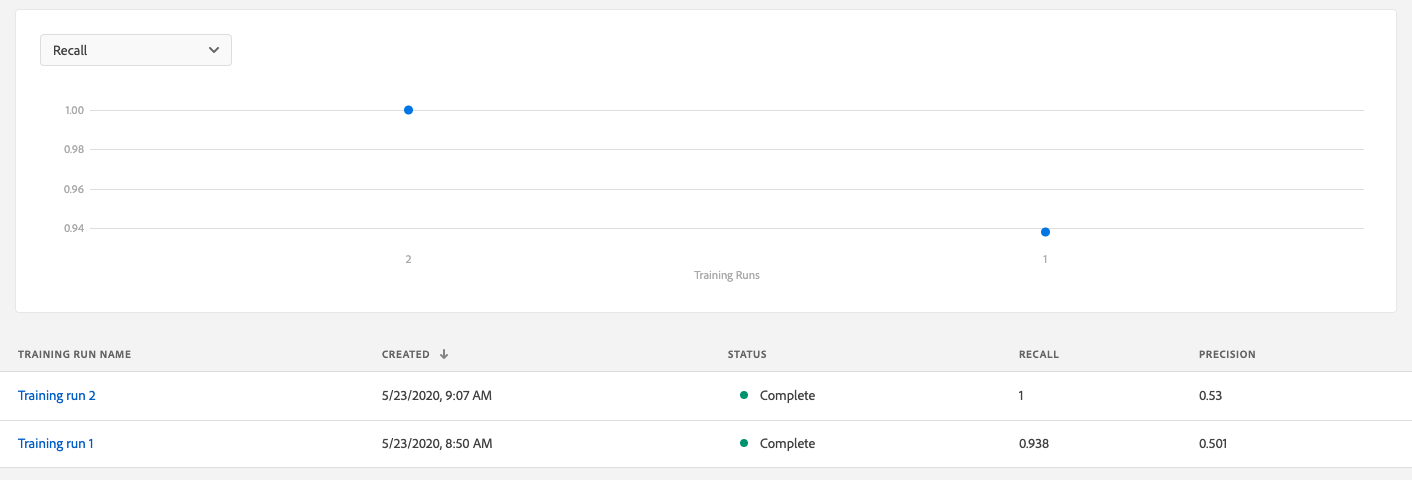 Recall
1.00
0.98
0.96
0.94
2 1
Training Runs
TRAINING RUN NAME CREATED STATUS RECALL PRECISION
Training run 2 5/23/2020, 9:07 AM Complete 1 0.53
Training run 1 5/23/2020, 8:50 AM Complete 0.938 0.501